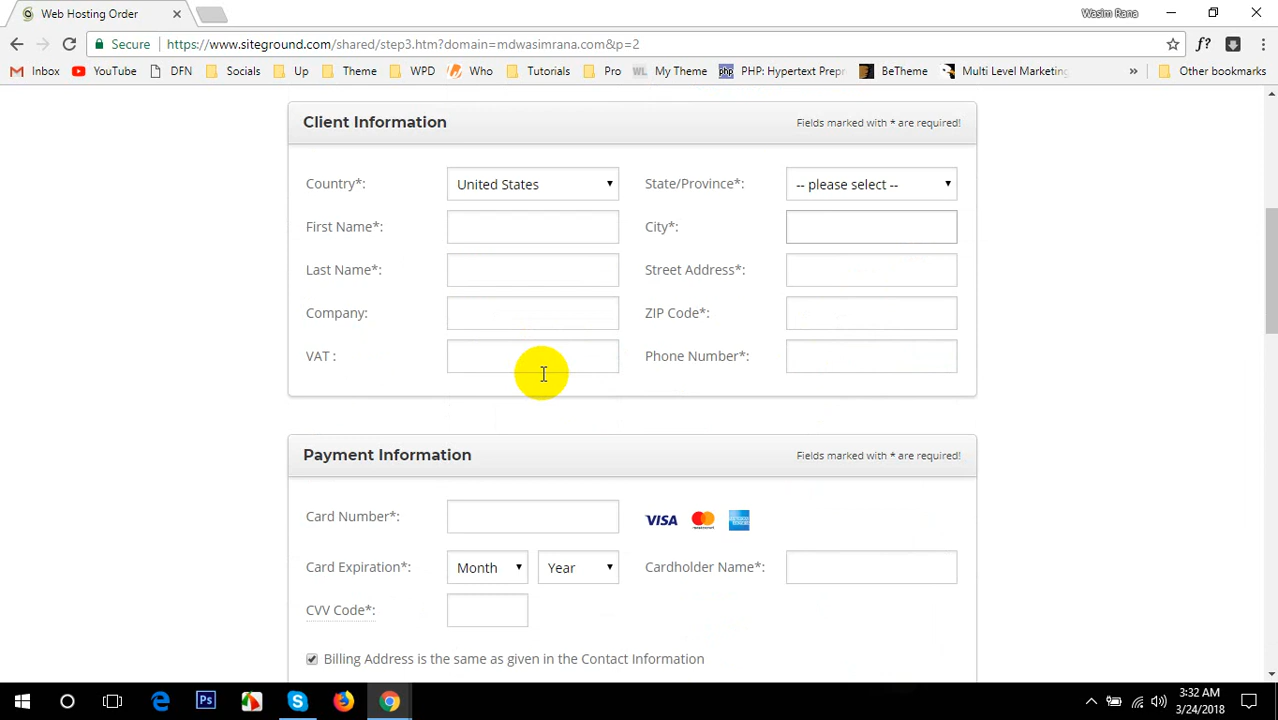 Web Hosting Order
Wasim Rana
Secure https://www.siteground.com/shared/step3.htm?domain=mdwasimrana.com&p=2
f?
Inbox YouTube DFN Socials Up Theme WPD Who Tutorials Pro WL My Theme php PHP: Hypertext Prepr BeTheme Multi Level Marketing » Other bookmarks
Client Information Fields marked with * are required!
Country*: United States State/Province*: -- please select --
First Name*: City*:
Last Name*: Street Address*:
Company: ZIP Code*:
VAT : Phone Number*:
Payment Information Fields marked with * are required!
Card Number*: VISA
Card Expiration*: Month Year Cardholder Name*:
CVV Code*:
Billing Address is the same as given in the Contact Information
Ps
3:32 AM
3/24/2018